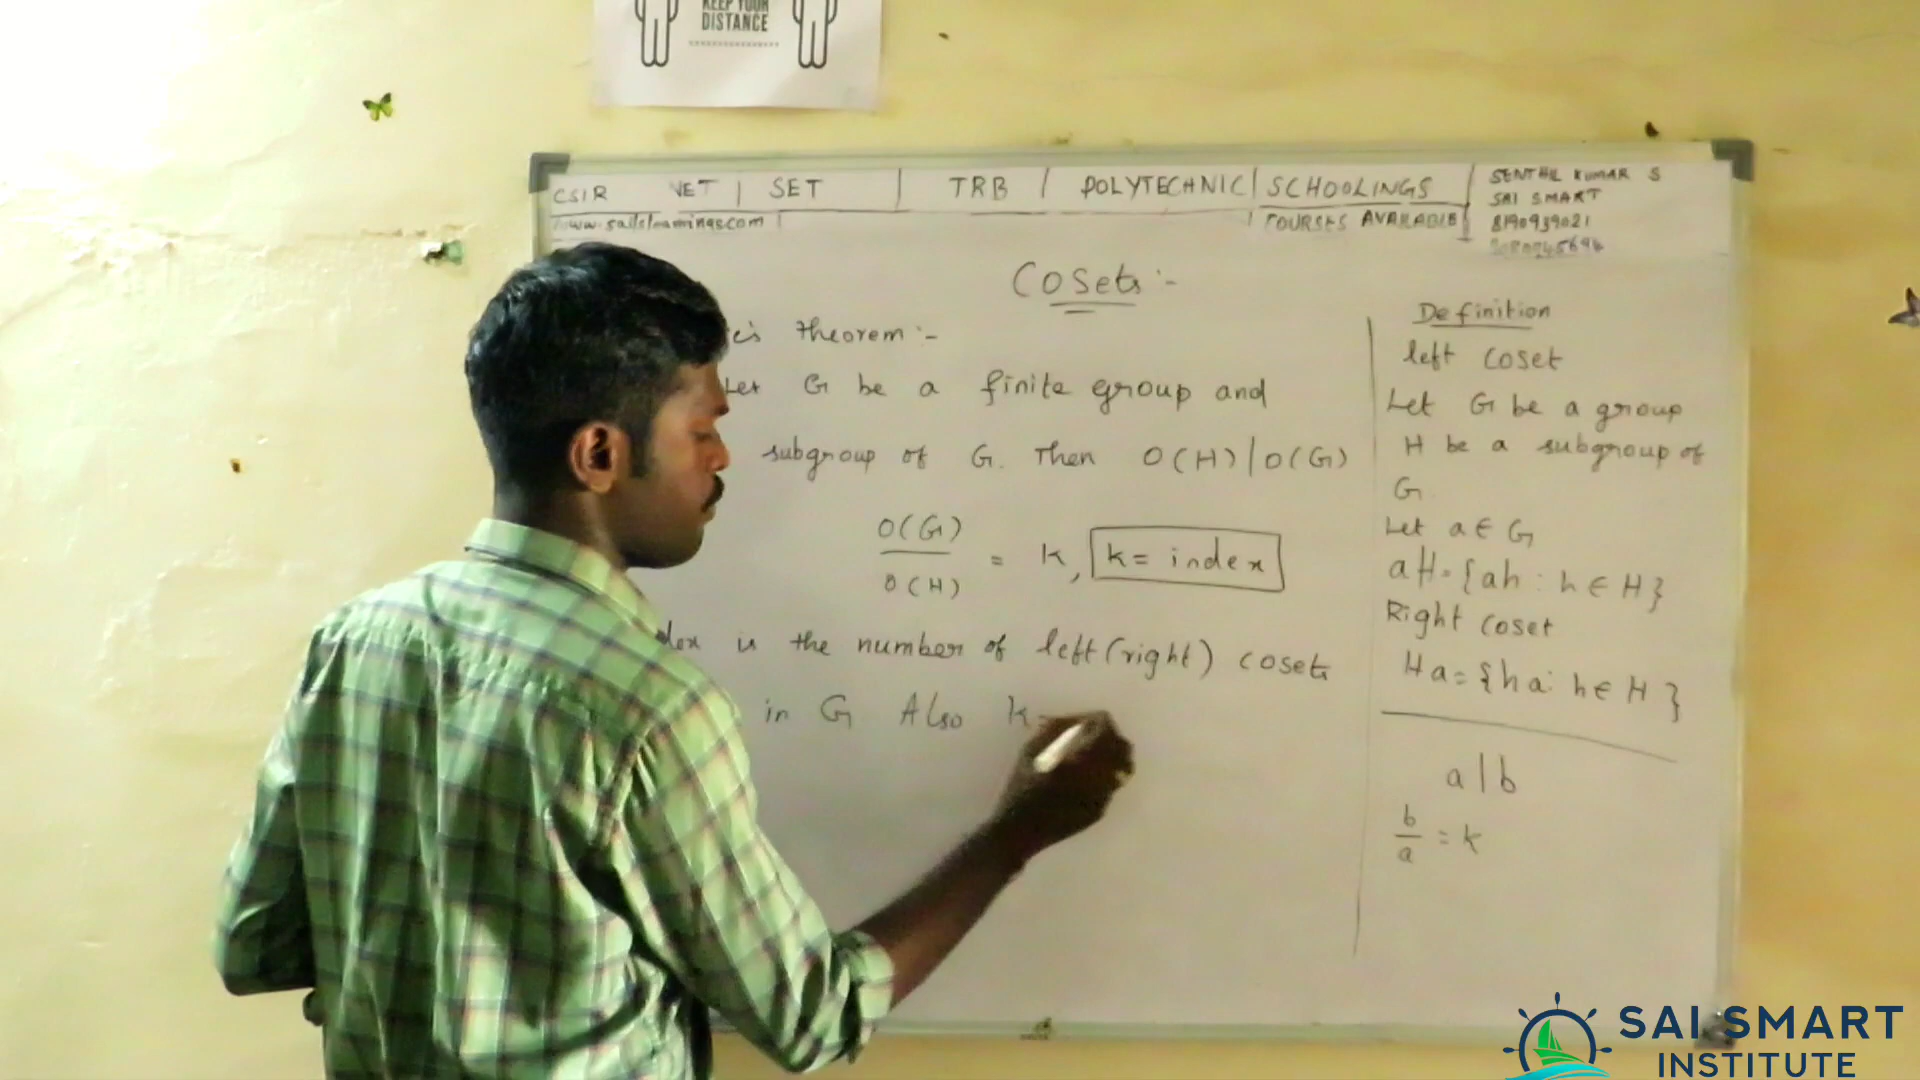 KEEP YOUR
DISTANCE
CSIR NET | SET | TRB | POLYTECHNIC | SCHOOLINGS
COURSES AVAILABLE
SENTHIL KUMAR S
SAI SMART
8190939021
Cosets :-
theorem :-
Let G be a finite group and
subgroup of G. Then O(H)|O(G)
O(G)
O(H)
= k, k = index
is the number of left (right) cosets
in G Also k
Definition
left coset
Let G be a group
H be a subgroup of
G
Let a ∈ G
aH = {ah : h ∈ H}
Right coset
Ha = {ha : h ∈ H}
a | b
b
a
= k
SAI SMART
INSTITUTE